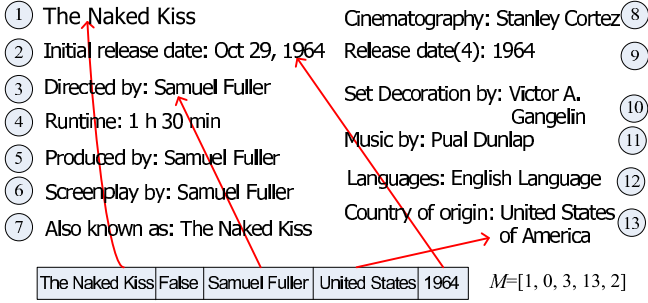 1 The Naked Kiss
2 Initial release date: Oct 29, 1964
3 Directed by: Samuel Fuller
4 Runtime: 1 h 30 min
5 Produced by: Samuel Fuller
6 Screenplay by: Samuel Fuller
7 Also known as: The Naked Kiss
Cinematography: Stanley Cortez 8
Release date(4): 1964 9
Set Decoration by: Victor A.
Gangelin 10
Music by: Pual Dunlap 11
Languages: English Language 12
Country of origin: United States
of America 13
The Naked Kiss False Samuel Fuller United States 1964
M=[1, 0, 3, 13, 2]